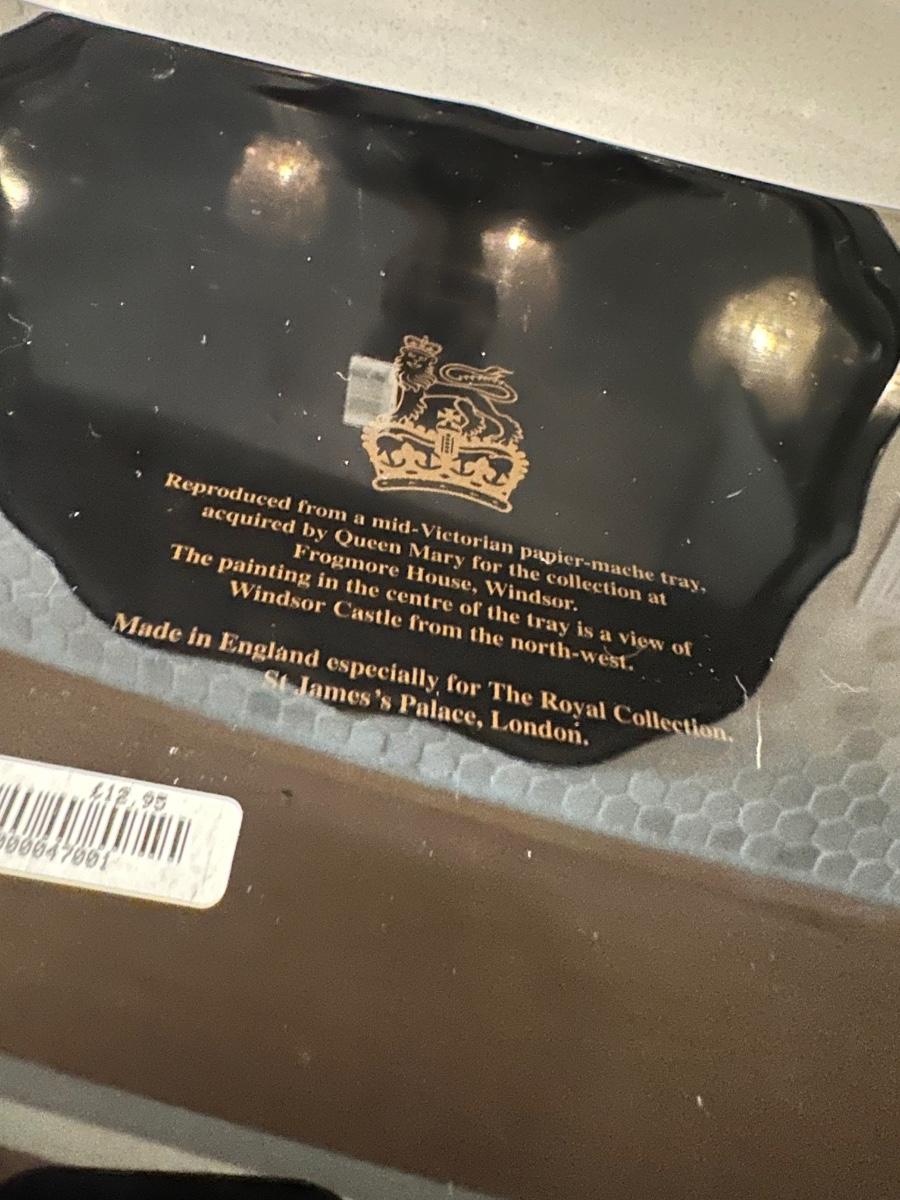 Reproduced from a mid-Victorian papier-mache tray,
acquired by Queen Mary for the collection at
Frogmore House, Windsor.
The painting in the centre of the tray is a view of
Windsor Castle from the north-west.
Made in England especially for The Royal Collection.
St James's Palace, London.
£12.95